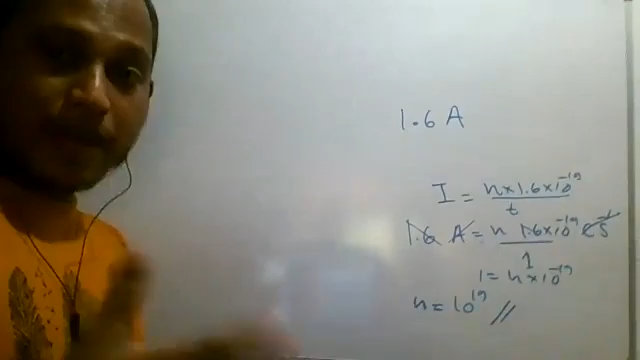 1.6 A
I = n×1.6×10⁻¹⁹ / t
1.6 A = n 1.6×10⁻¹⁹ C S⁻¹ / 1
1 = n×10⁻¹⁹
n = 10¹⁹ //